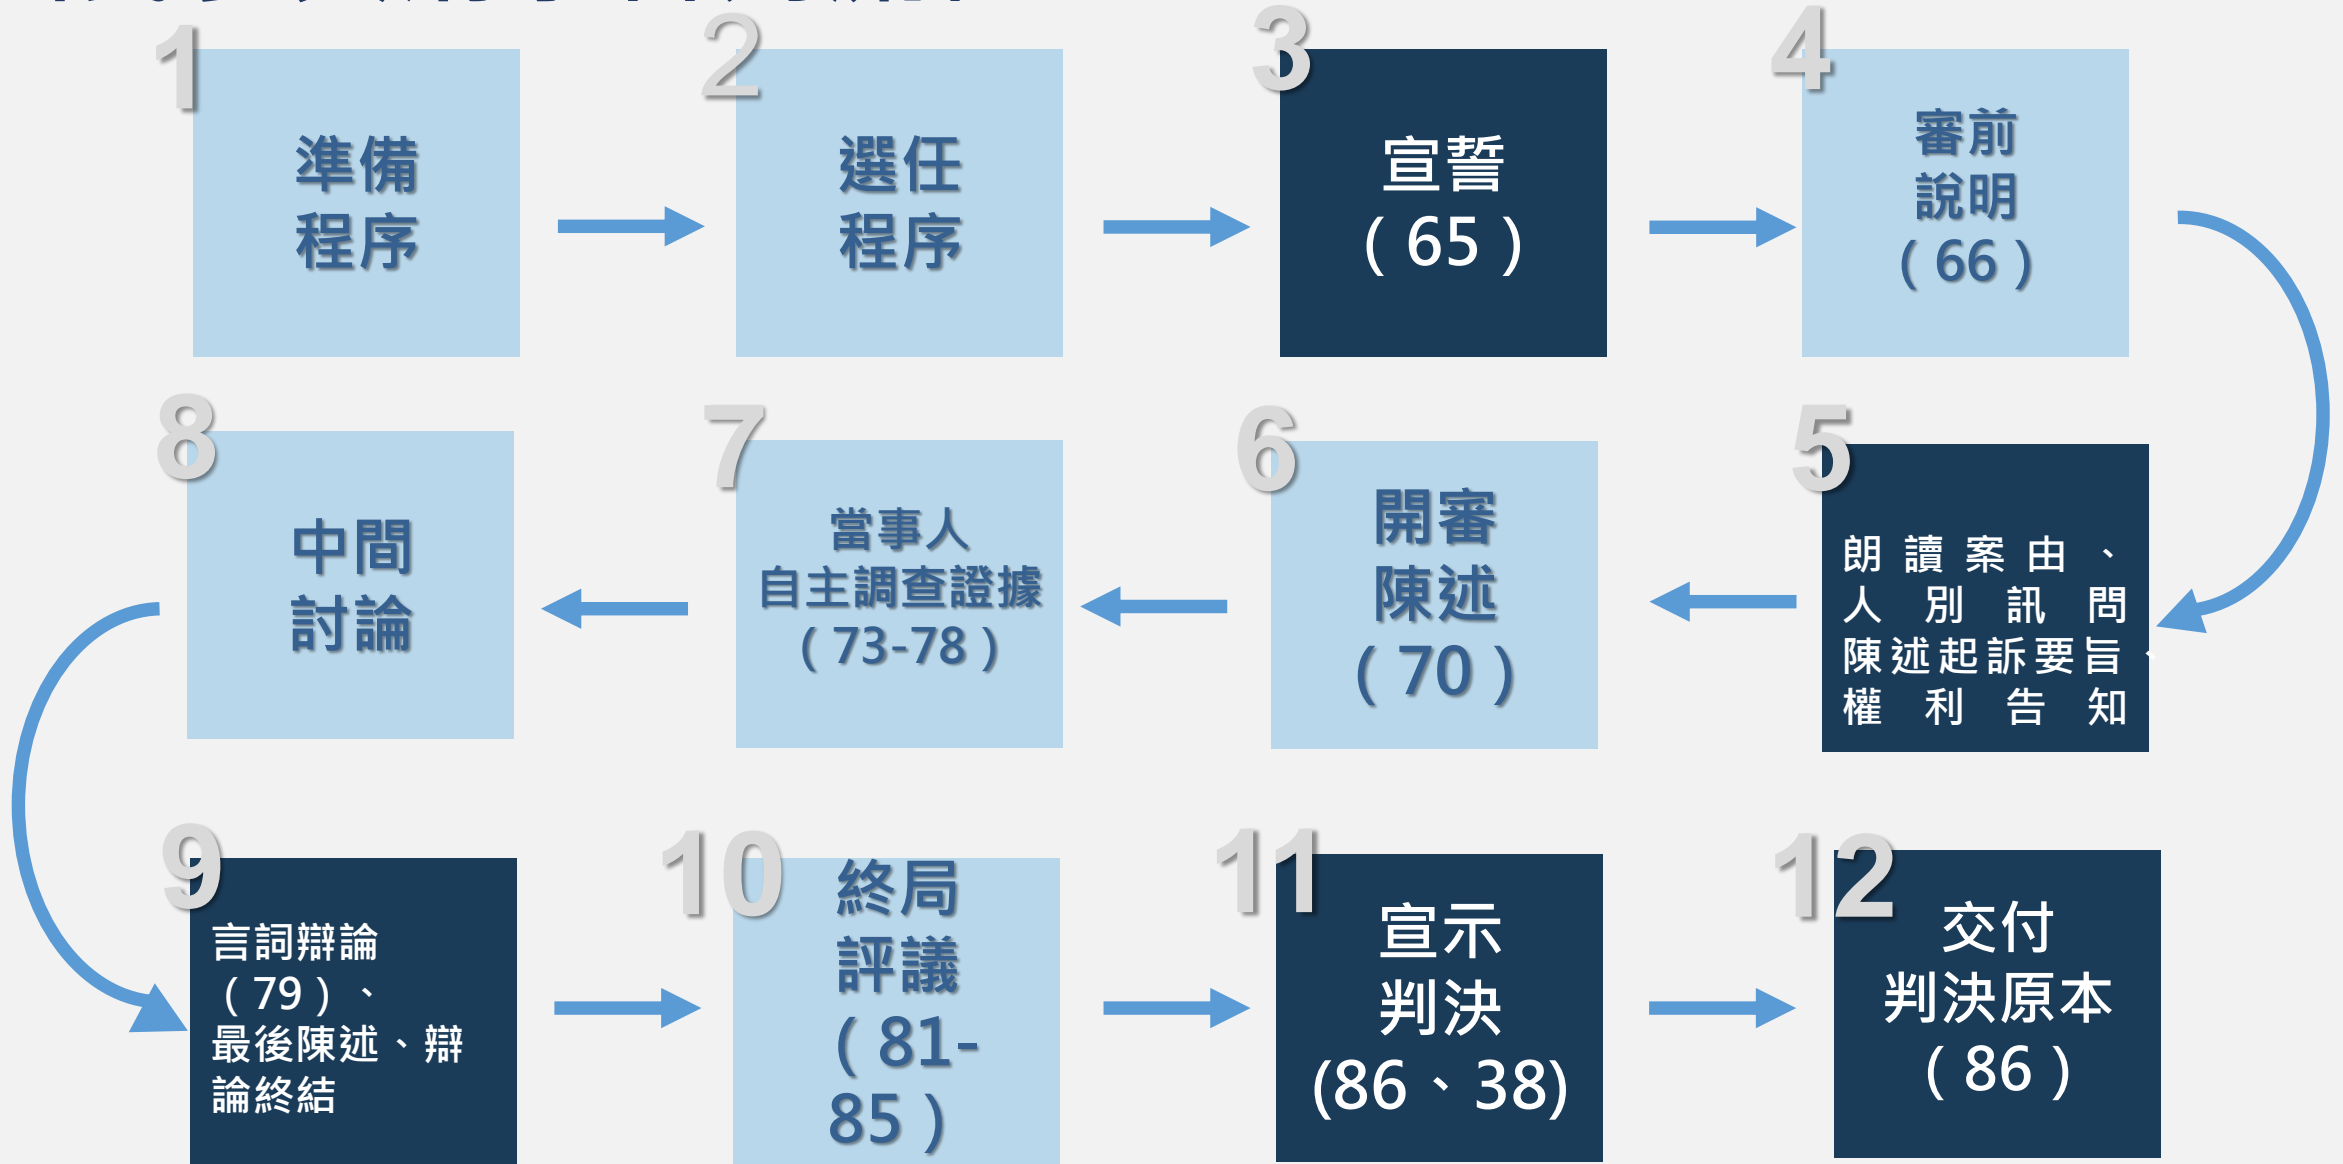 1
準備
程序
2
選任
程序
3
宣誓
（65）
4
審前
說明
（66）
5
朗讀案由、
人別訊問
陳述起訴要旨、
權利告知
6
開審
陳述
（70）
7
當事人
自主調查證據
（73-78）
8
中間
討論
9
言詞辯論
（79）、
最後陳述、辯
論終結
10
終局
評議
（81-
85）
11
宣示
判決
(86、38)
12
交付
判決原本
（86）